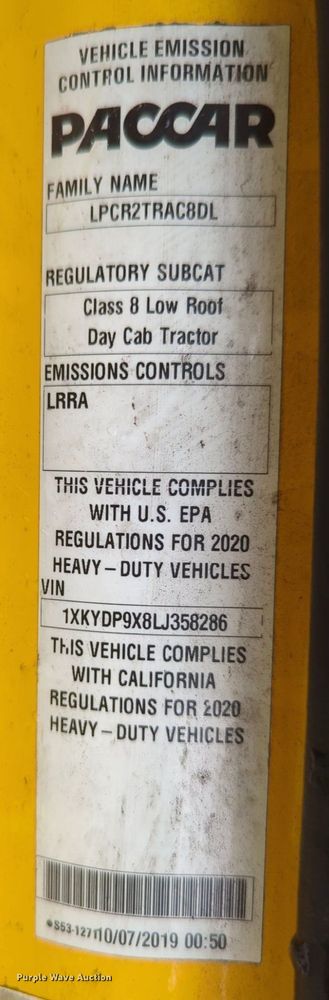 VEHICLE EMISSION
CONTROL INFORMATION
PACCAR
FAMILY NAME
LPCR2TRAC8DL
REGULATORY SUBCAT
Class 8 Low Roof
Day Cab Tractor
EMISSIONS CONTROLS
LRRA
THIS VEHICLE COMPLIES
WITH U.S. EPA
REGULATIONS FOR 2020
HEAVY-DUTY VEHICLES
VIN
1XKYDP9X8LJ358286
THIS VEHICLE COMPLIES
WITH CALIFORNIA
REGULATIONS FOR 2020
HEAVY-DUTY VEHICLES
*S53-1271 10/07/2019 00:50
Purple Wave Auction